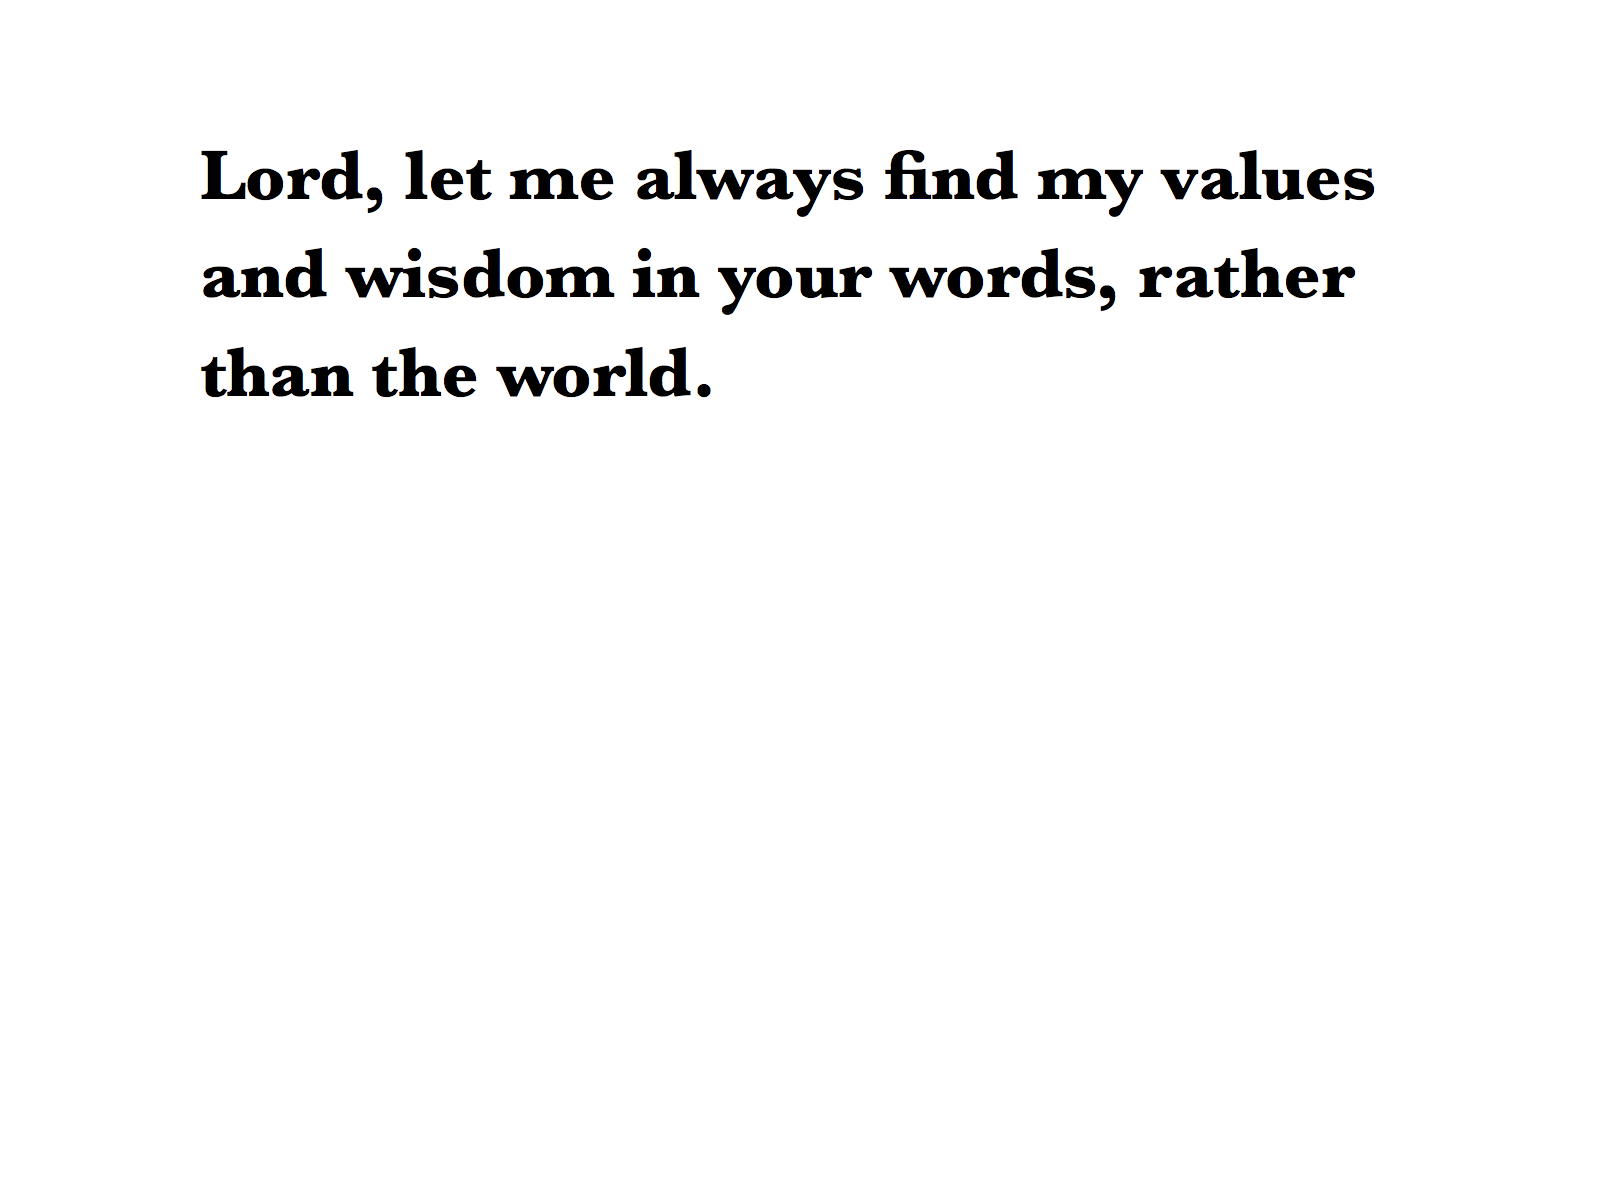 Lord, let me always find my values
and wisdom in your words, rather
than the world.